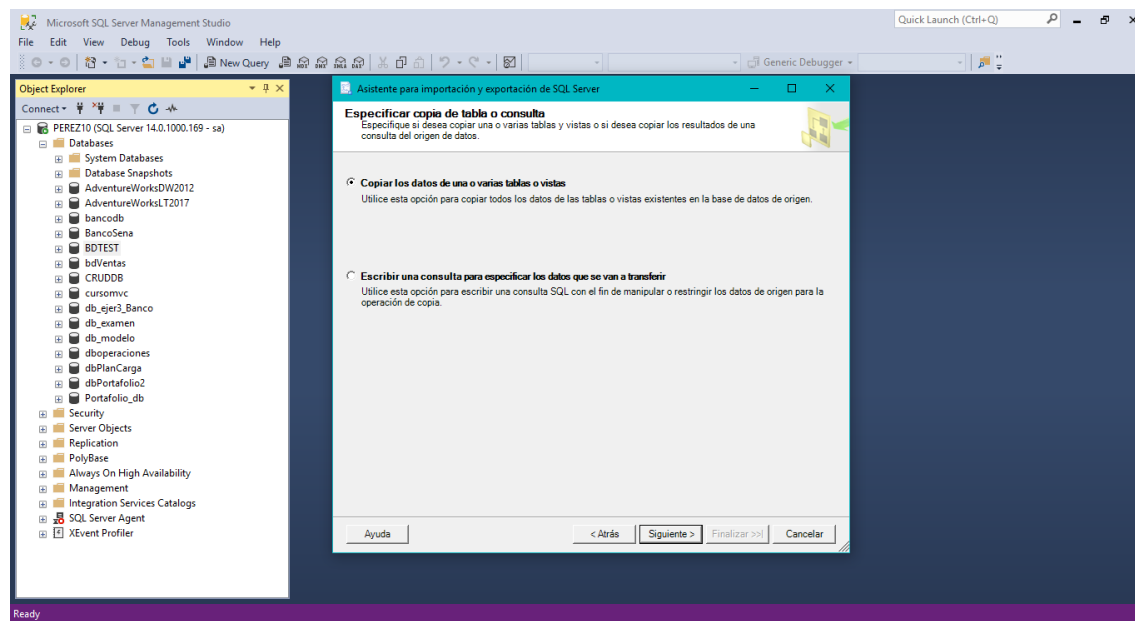 Microsoft SQL Server Management Studio
Quick Launch (Ctrl+Q)
File Edit View Debug Tools Window Help
New Query
Generic Debugger
Object Explorer
Connect
PEREZ10 (SQL Server 14.0.1000.169 - sa)
Databases
System Databases
Database Snapshots
AdventureWorksDW2012
AdventureWorksLT2017
bancodb
BancoSena
BDTEST
bdVentas
CRUDDB
cursomvc
db_ejer3_Banco
db_examen
db_modelo
dboperaciones
dbPlanCarga
dbPortafolio2
Portafolio_db
Security
Server Objects
Replication
PolyBase
Always On High Availability
Management
Integration Services Catalogs
SQL Server Agent
XEvent Profiler
Asistente para importación y exportación de SQL Server
Especificar copia de tabla o consulta
Especifique si desea copiar una o varias tablas y vistas o si desea copiar los resultados de una
consulta del origen de datos.
Copiar los datos de una o varias tablas o vistas
Utilice esta opción para copiar todos los datos de las tablas o vistas existentes en la base de datos de origen.
Escribir una consulta para especificar los datos que se van a transferir
Utilice esta opción para escribir una consulta SQL con el fin de manipular o restringir los datos de origen para la
operación de copia.
Ayuda
< Atrás
Siguiente >
Finalizar >>|
Cancelar
Ready